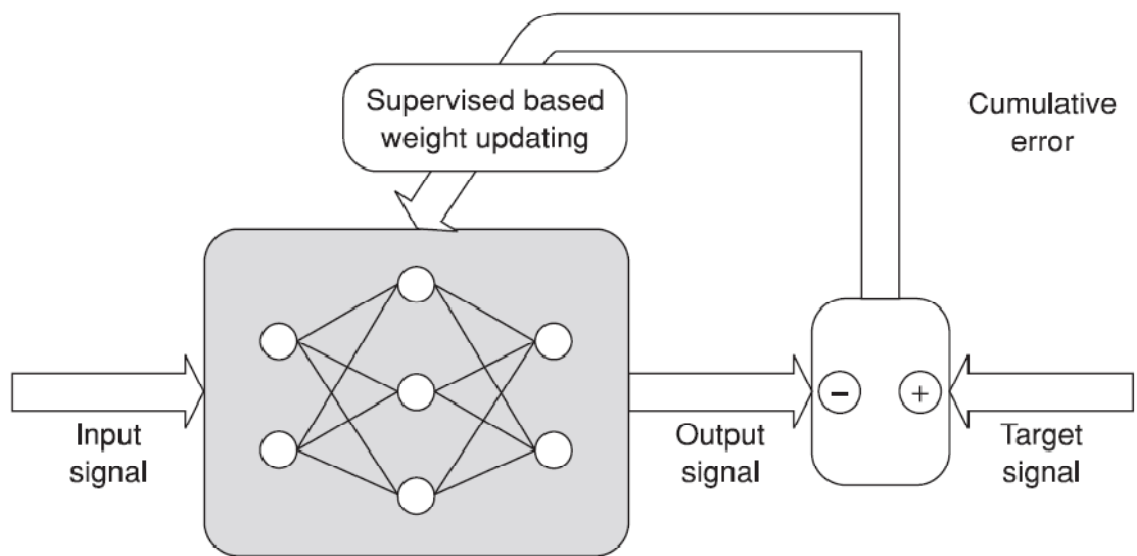 Supervised based
weight updating
Cumulative
error
−
+
Input
signal
Output
signal
Target
signal